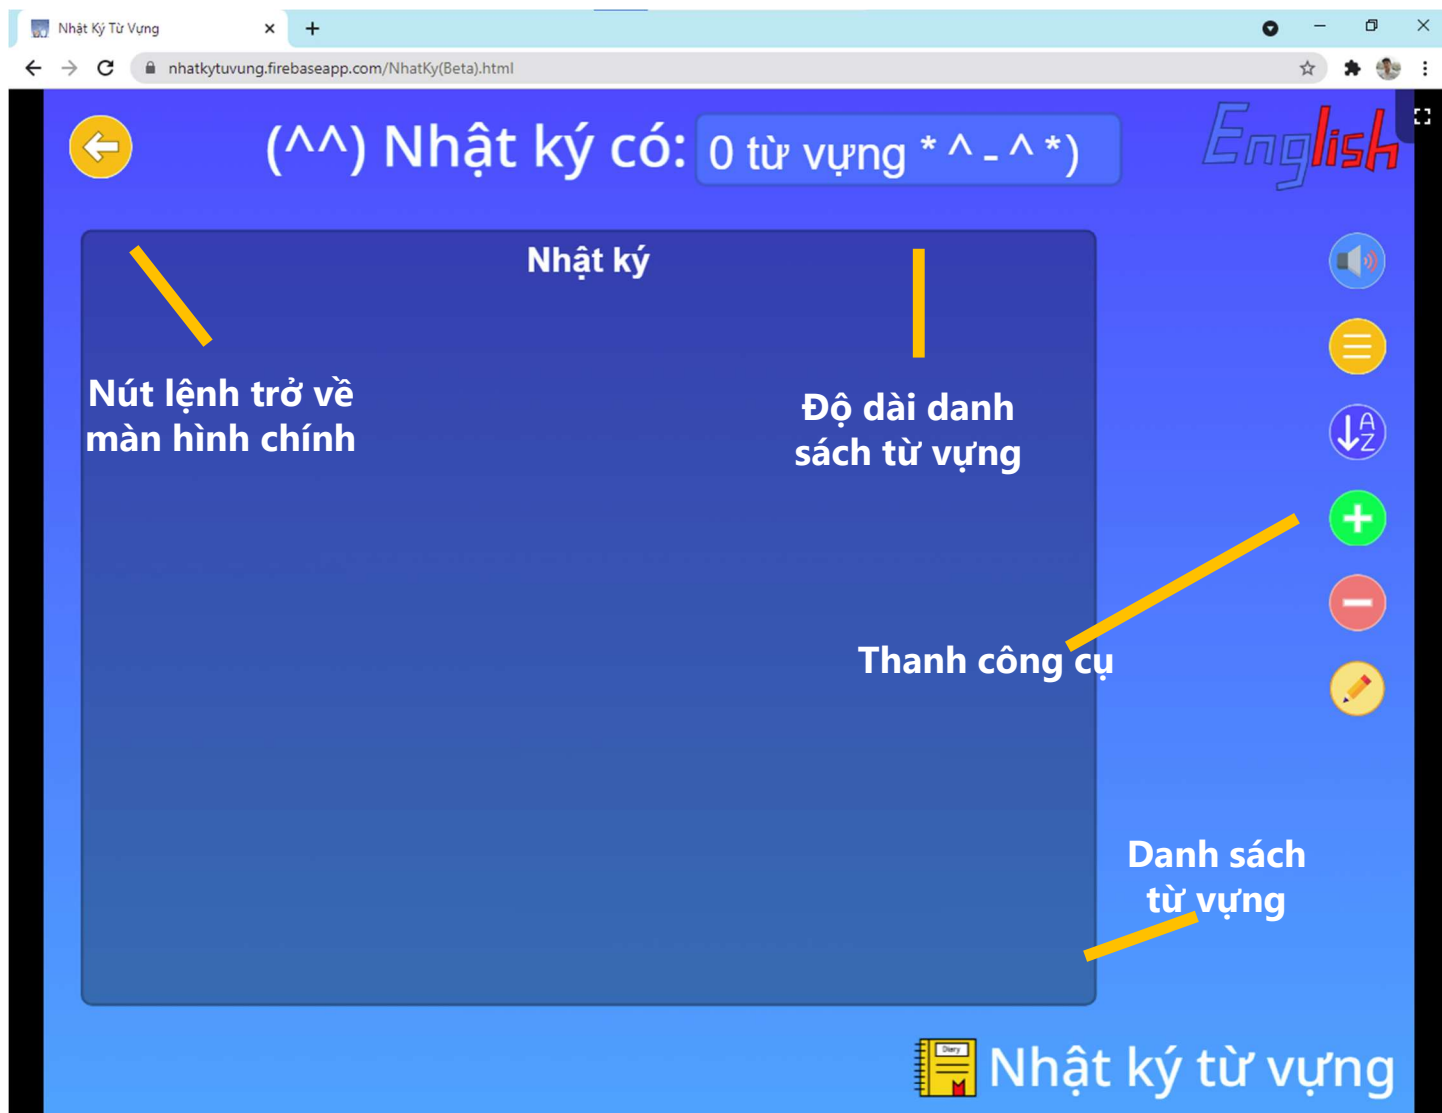 Nhật Ký Từ Vựng
nhatkytuvung.firebaseapp.com/NhatKy(Beta).html
(^^) Nhật ký có: 0 từ vựng * ^ - ^ *)
English
Nhật ký
Nút lệnh trở về
màn hình chính
Độ dài danh
sách từ vựng
A
Z
Thanh công cụ
Danh sách
từ vựng
Diary
Nhật ký từ vựng